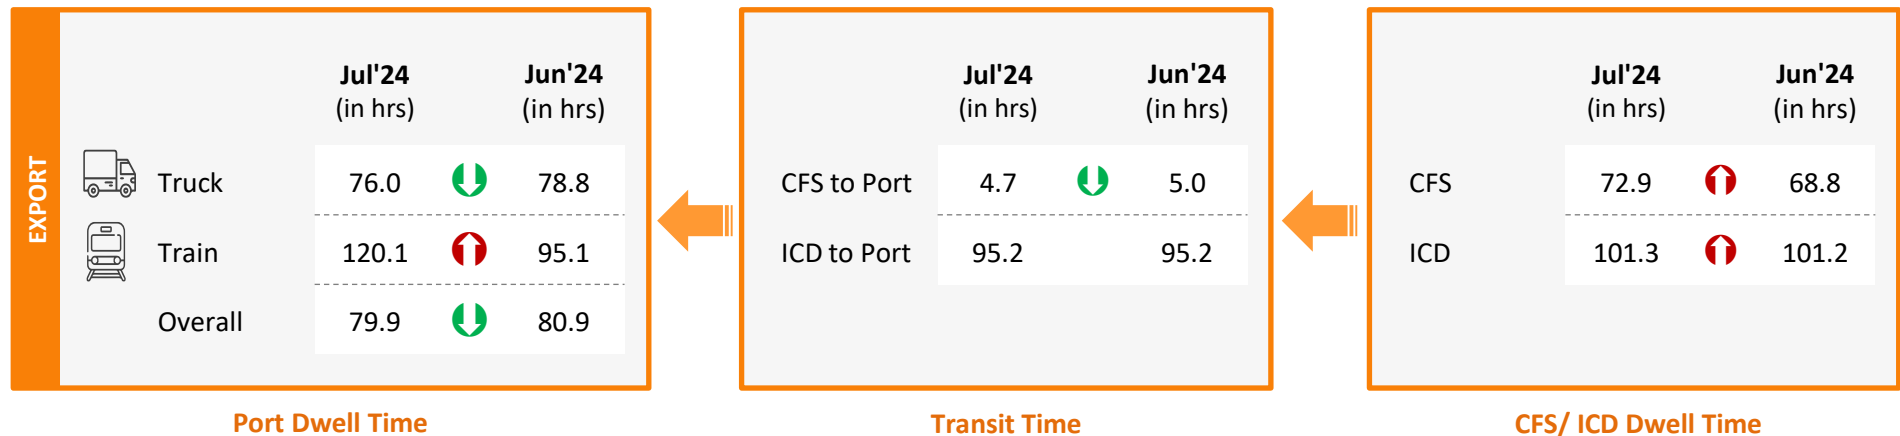 EXPORT
Jul'24 Jun'24
(in hrs) (in hrs)
Truck 76.0 78.8
Train 120.1 95.1
Overall 79.9 80.9
Port Dwell Time
Jul'24 Jun'24
(in hrs) (in hrs)
CFS to Port 4.7 5.0
ICD to Port 95.2 95.2
Transit Time
Jul'24 Jun'24
(in hrs) (in hrs)
CFS 72.9 68.8
ICD 101.3 101.2
CFS/ ICD Dwell Time